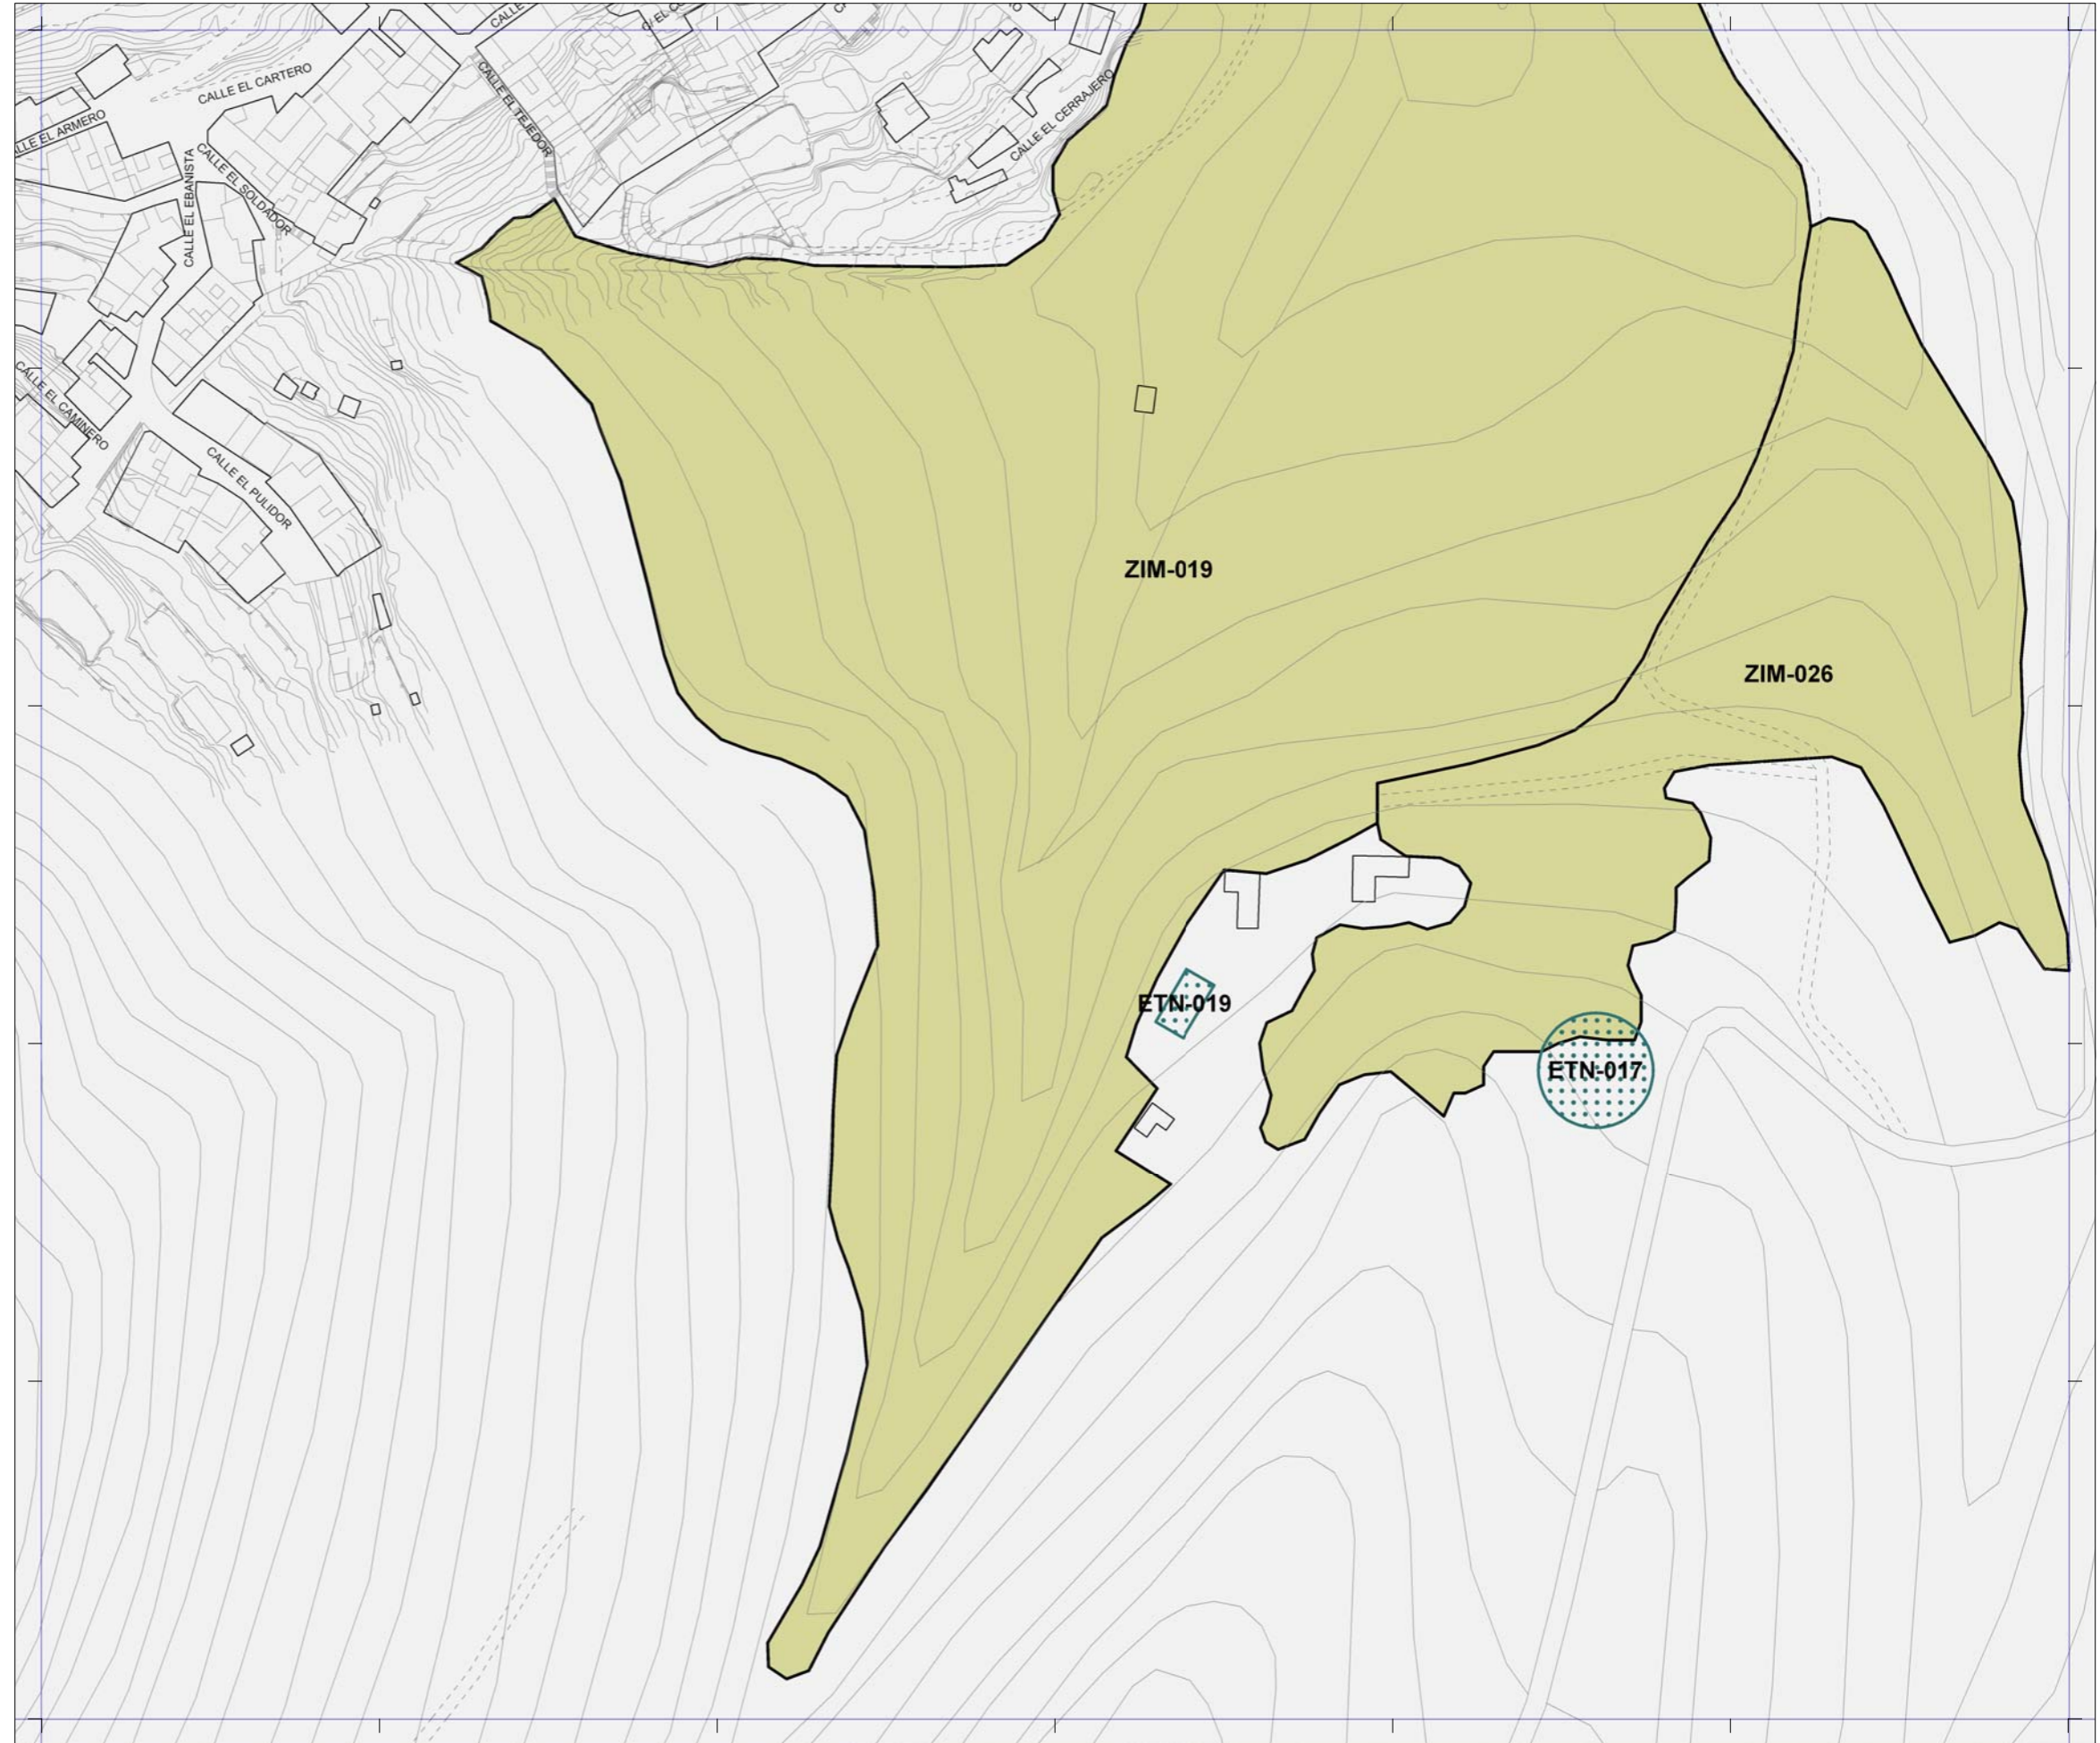 CALLE
CALLE EL CARTERO
CALLE EL TEJEDOR
CALLE EL CERRAJERO
CALLE EL ARMERO
CALLE EL EBANISTA
CALLE EL SOLDADOR
CALLE EL CAMINERO
CALLE EL PULIDOR
ZIM-019
ZIM-026
ETN-019
ETN-017